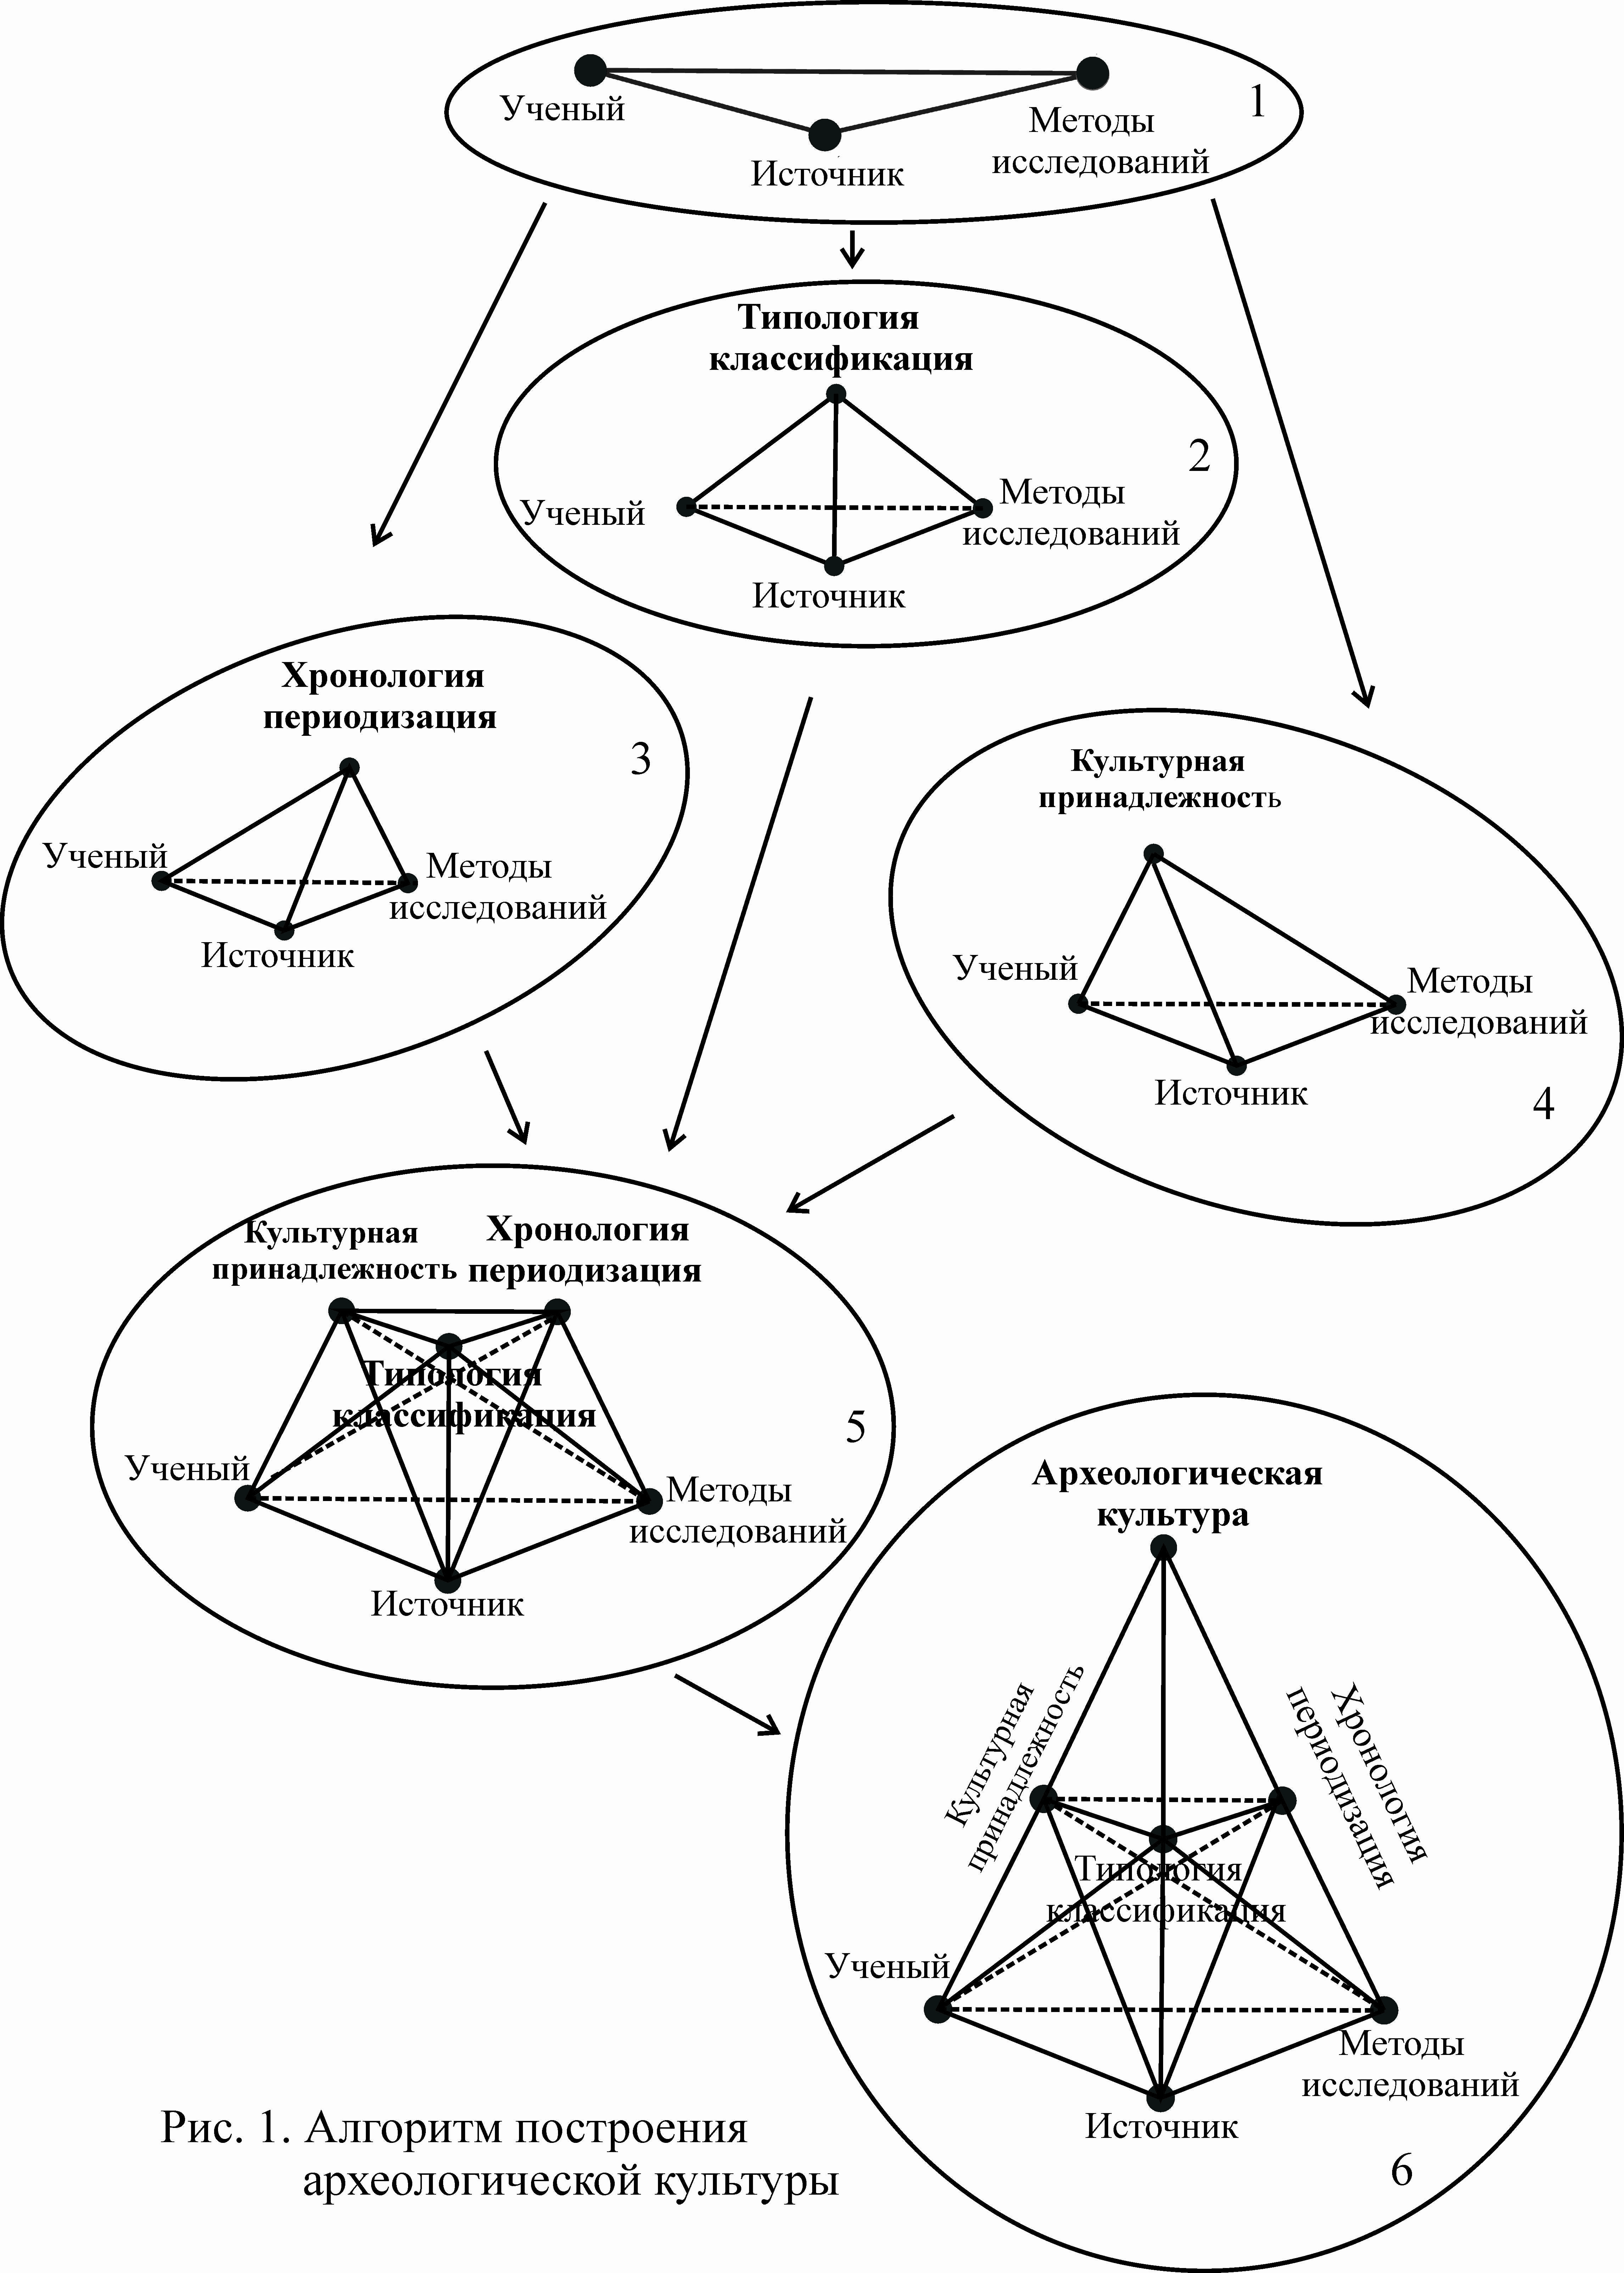 Ученый
Источник
Методы
исследований
1
Типология
классификация
2
Ученый
Методы
исследований
Источник
Хронология
периодизация
3
Ученый
Методы
исследований
Источник
Культурная
принадлежность
Ученый
Методы
исследований
Источник
4
Культурная
принадлежность
Хронология
периодизация
Типология
классификация
5
Ученый
Методы
исследований
Источник
Археологическая
культура
Культурная
принадлежность
Хронология
периодизация
Типология
классификация
Ученый
Методы
исследований
Источник
6
Рис. 1. Алгоритм построения
археологической культуры